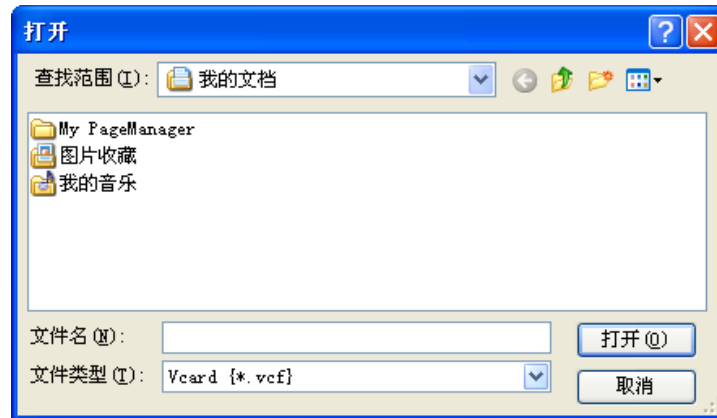 打开
查找范围(I): 我的文档
My PageManager
图片收藏
我的音乐
文件名(N):
打开(O)
文件类型(T): Vcard {*.vcf}
取消